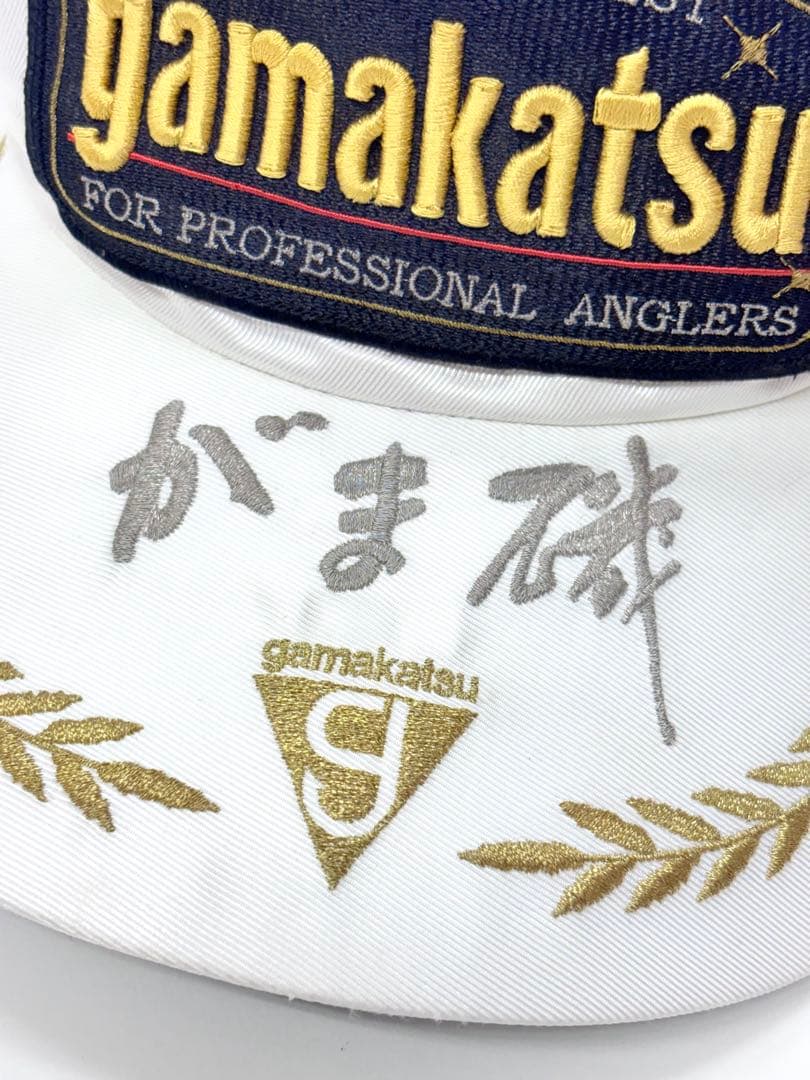 gamakatsu
FOR PROFESSIONAL ANGLERS
がま磯
gamakatsu
g